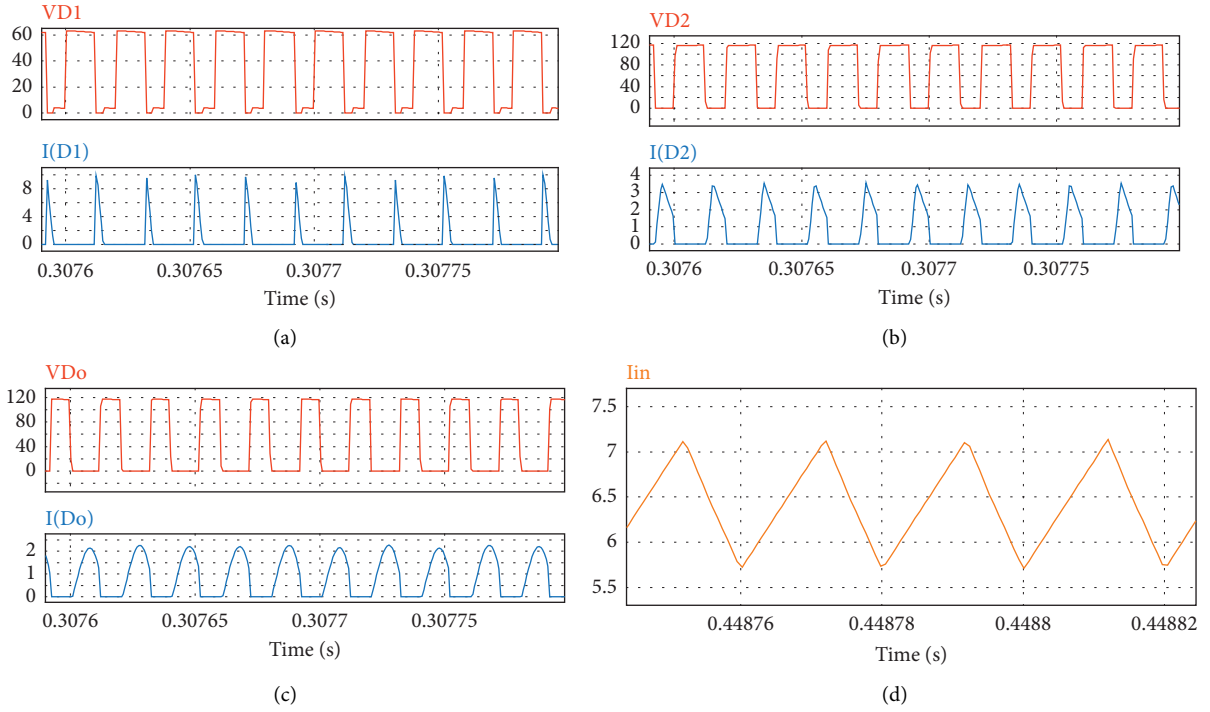 VD1
60
40
20
0
I(D1)
8
4
0
0.3076 0.30765 0.3077 0.30775
Time (s)
(a)
VD2
120
80
40
0
I(D2)
4
3
2
1
0
0.3076 0.30765 0.3077 0.30775
Time (s)
(b)
VDo
120
80
40
0
I(Do)
2
1
0
0.3076 0.30765 0.3077 0.30775
Time (s)
(c)
Iin
7.5
7
6.5
6
5.5
0.44876 0.44878 0.4488 0.44882
Time (s)
(d)